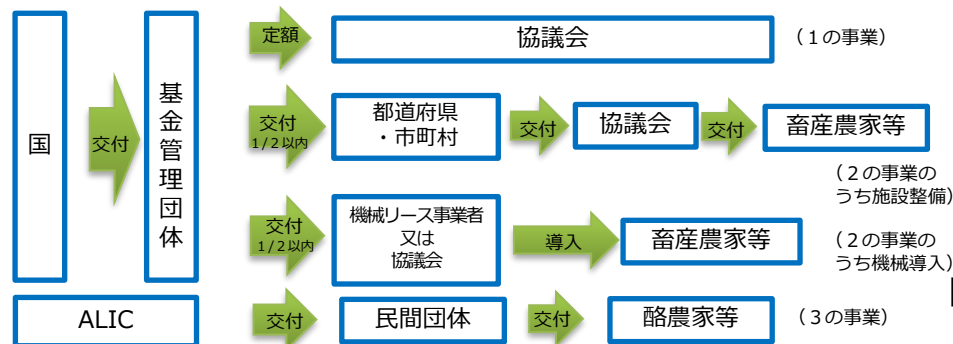 国
交付
基金管理団体
定額
協議会
（１の事業）
交付
1/2以内
都道府県
・市町村
交付
協議会
交付
畜産農家等
（２の事業の
うち施設整備）
交付
1/2以内
機械リース事業者
又は
協議会
導入
畜産農家等
（２の事業の
うち機械導入）
ALIC
交付
民間団体
交付
酪農家等
（３の事業）